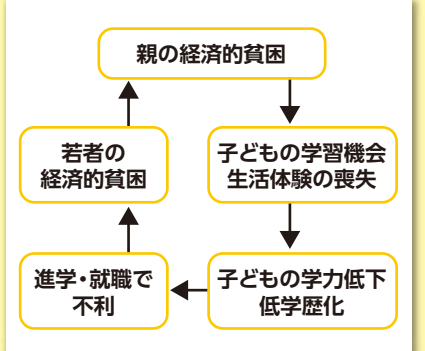 親の経済的貧困
子どもの学習機会
生活体験の喪失
子どもの学力低下
低学歴化
進学・就職で
不利
若者の
経済的貧困